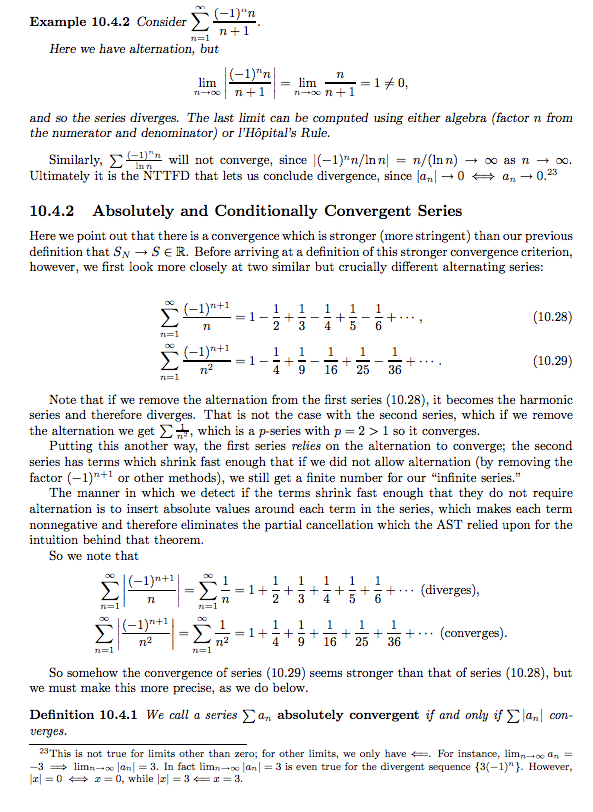 Example 10.4.2 Consider $\sum_{n=1}^{\infty} \frac{(-1)^n n}{n+1}$.
Here we have alternation, but
$\lim_{n\to\infty} \left|\frac{(-1)^n n}{n+1}\right| = \lim_{n\to\infty} \frac{n}{n+1} = 1 \neq 0,$
and so the series diverges. The last limit can be computed using either algebra (factor n from
the numerator and denominator) or l'Hôpital's Rule.
Similarly, $\sum \frac{(-1)^n n}{\ln n}$ will not converge, since $|(-1)^n n/\ln n| = n/(\ln n) \to \infty$ as $n \to \infty$.
Ultimately it is the NTTFD that lets us conclude divergence, since $|a_n| \to 0 \iff a_n \to 0$.²³
10.4.2 Absolutely and Conditionally Convergent Series
Here we point out that there is a convergence which is stronger (more stringent) than our previous
definition that $S_N \to S \in \mathbb{R}$. Before arriving at a definition of this stronger convergence criterion,
however, we first look more closely at two similar but crucially different alternating series:
$\sum_{n=1}^{\infty} \frac{(-1)^{n+1}}{n} = 1 - \frac{1}{2} + \frac{1}{3} - \frac{1}{4} + \frac{1}{5} - \frac{1}{6} + \cdots,$ (10.28)
$\sum_{n=1}^{\infty} \frac{(-1)^{n+1}}{n^2} = 1 - \frac{1}{4} + \frac{1}{9} - \frac{1}{16} + \frac{1}{25} - \frac{1}{36} + \cdots.$ (10.29)
Note that if we remove the alternation from the first series (10.28), it becomes the harmonic
series and therefore diverges. That is not the case with the second series, which if we remove
the alternation we get $\sum \frac{1}{n^2}$, which is a p-series with $p = 2 > 1$ so it converges.
Putting this another way, the first series relies on the alternation to converge; the second
series has terms which shrink fast enough that if we did not allow alternation (by removing the
factor $(-1)^{n+1}$ or other methods), we still get a finite number for our “infinite series.”
The manner in which we detect if the terms shrink fast enough that they do not require
alternation is to insert absolute values around each term in the series, which makes each term
nonnegative and therefore eliminates the partial cancellation which the AST relied upon for the
intuition behind that theorem.
So we note that
$\sum_{n=1}^{\infty} \left|\frac{(-1)^{n+1}}{n}\right| = \sum_{n=1}^{\infty} \frac{1}{n} = 1 + \frac{1}{2} + \frac{1}{3} + \frac{1}{4} + \frac{1}{5} + \frac{1}{6} + \cdots$ (diverges),
$\sum_{n=1}^{\infty} \left|\frac{(-1)^{n+1}}{n^2}\right| = \sum_{n=1}^{\infty} \frac{1}{n^2} = 1 + \frac{1}{4} + \frac{1}{9} + \frac{1}{16} + \frac{1}{25} + \frac{1}{36} + \cdots$ (converges).
So somehow the convergence of series (10.29) seems stronger than that of series (10.28), but
we must make this more precise, as we do below.
Definition 10.4.1 We call a series $\sum a_n$ absolutely convergent if and only if $\sum |a_n|$ con-
verges.
²³This is not true for limits other than zero; for other limits, we only have $\Longleftarrow$. For instance, $\lim_{n\to\infty} a_n =$
$-3 \implies \lim_{n\to\infty} |a_n| = 3$. In fact $\lim_{n\to\infty} |a_n| = 3$ is even true for the divergent sequence $\{3(-1)^n\}$. However,
$|x| = 0 \iff x = 0$, while $|x| = 3 \Longleftarrow x = 3$.